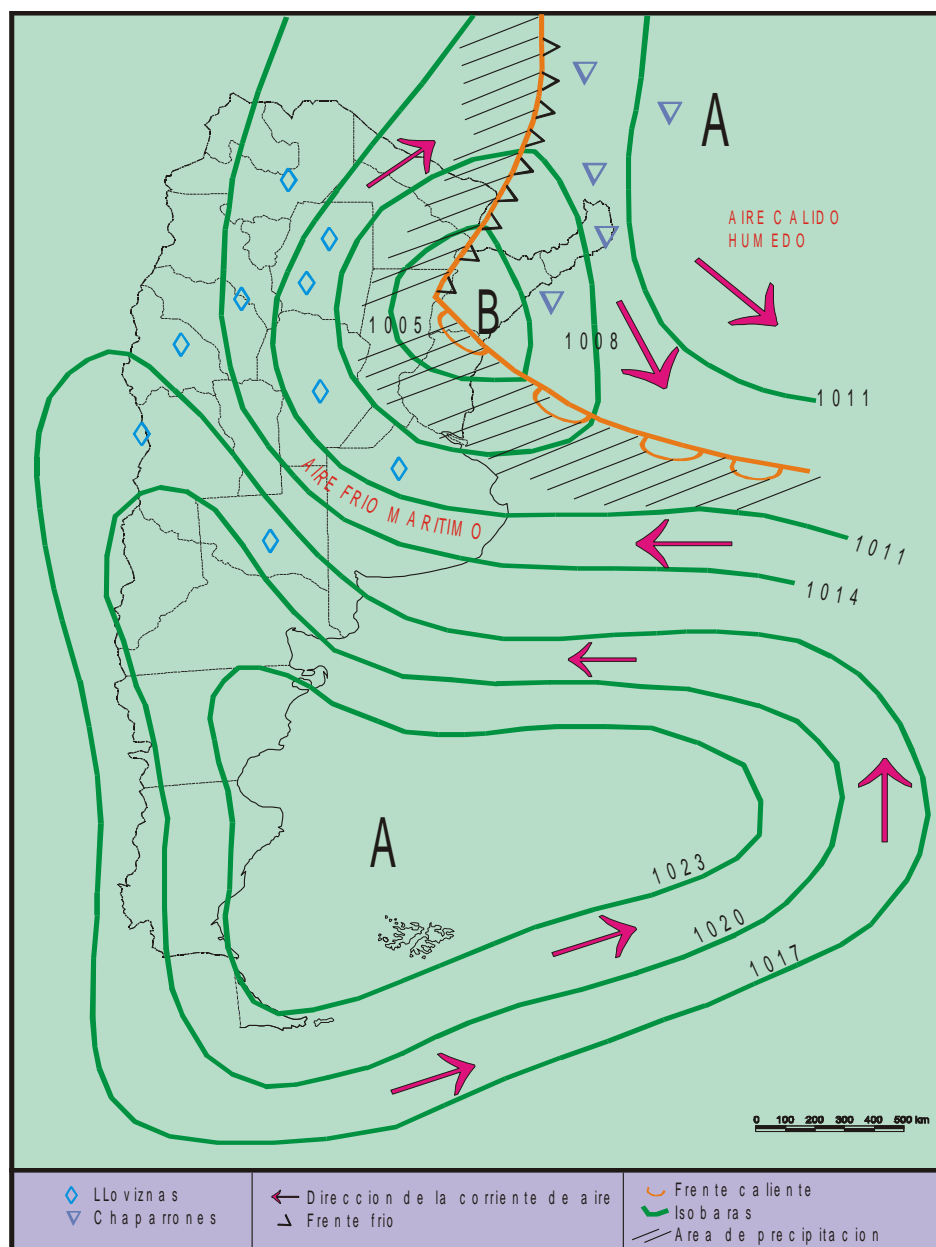 A
AIRE CALIDO
HUMEDO
B
1005
1008
1011
AIRE FRIO MARITIMO
1011
1014
A
1023
1020
1017
0 100 200 300 400 500 km
LLoviznas
Chaparrones
Direccion de la corriente de aire
Frente frio
Frente caliente
Isobaras
Area de precipitacion